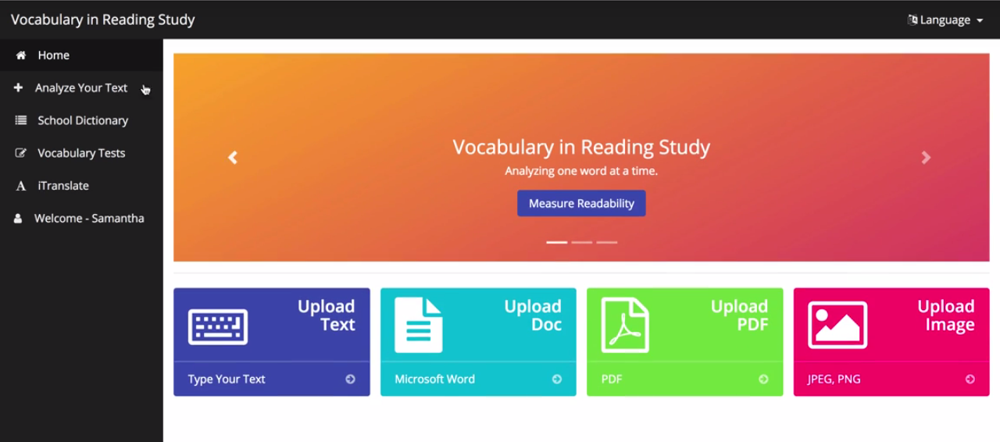 Vocabulary in Reading Study
Language
Home
Analyze Your Text
School Dictionary
Vocabulary Tests
iTranslate
Welcome - Samantha
Vocabulary in Reading Study
Analyzing one word at a time.
Measure Readability
Upload
Text
Type Your Text
Upload
Doc
Microsoft Word
Upload
PDF
PDF
Upload
Image
JPEG, PNG